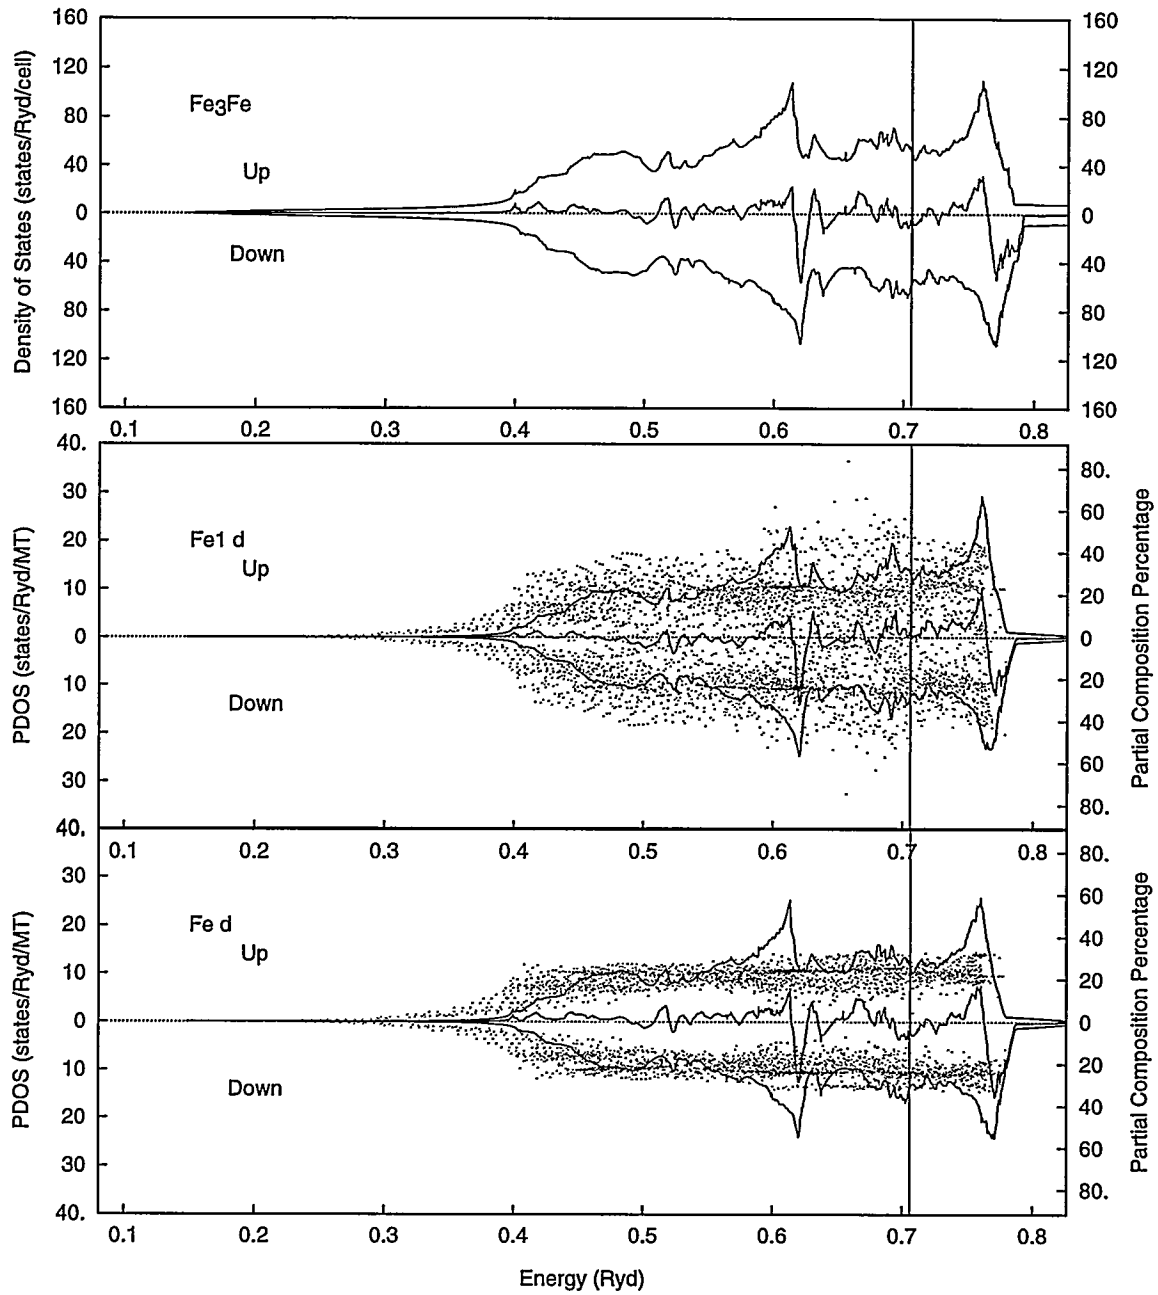 Density of States (states/Ryd/cell)
160 160
120 120
Fe3Fe
80 80
Up
40 40
0 0
Down
40 40
80 80
120 120
160 160
0.1 0.2 0.3 0.4 0.5 0.6 0.7 0.8
PDOS (states/Ryd/MT)
Partial Composition Percentage
40.
80.
30
60
Fe1 d
20
40
Up
10
20
0 0
10
20
Down
20
40
60
30
80.
40.
0.1 0.2 0.3 0.4 0.5 0.6 0.7 0.8
PDOS (states/Ryd/MT)
Partial Composition Percentage
80.
30
60
Fe d
20
40
Up
10
20
0 0
10
20
Down
20
40
30
60
80.
40.
0.1 0.2 0.3 0.4 0.5 0.6 0.7 0.8
Energy (Ryd)